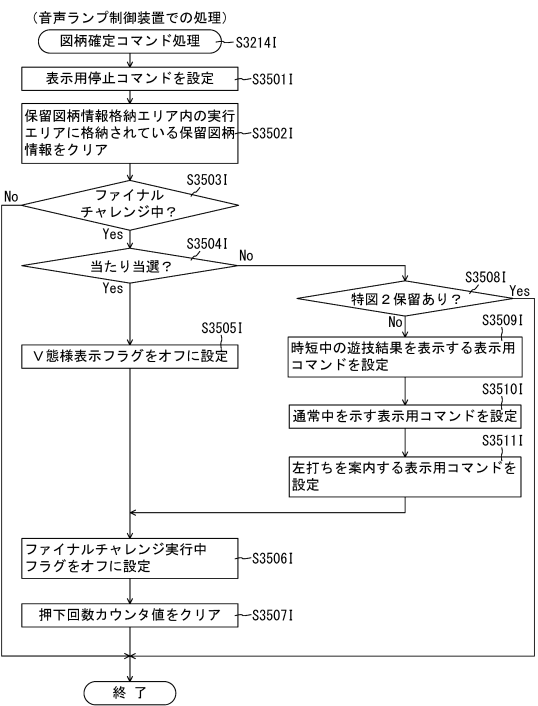 (音声ランプ制御装置での処理)
図柄確定コマンド処理
S3214I
表示用停止コマンドを設定
S3501I
保留図柄情報格納エリア内の実行
エリアに格納されている保留図柄
情報をクリア
S3502I
S3503I
No
ファイナル
チャレンジ中?
Yes
S3504I
当たり当選?
No
Yes
S3508I
特図2保留あり?
Yes
No
S3505I
V態様表示フラグをオフに設定
S3509I
時短中の遊技結果を表示する表示用
コマンドを設定
S3510I
通常中を示す表示用コマンドを設定
S3511I
左打ちを案内する表示用コマンドを
設定
ファイナルチャレンジ実行中
フラグをオフに設定
S3506I
押下回数カウンタ値をクリア
S3507I
終 了